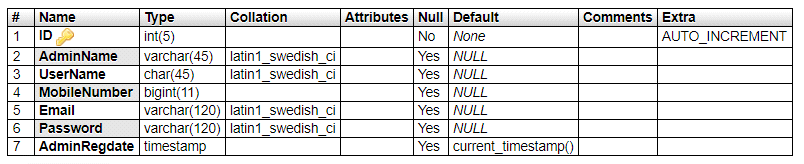 # Name Type Collation Attributes Null Default Comments Extra
1 ID int(5) No None AUTO_INCREMENT
2 AdminName varchar(45) latin1_swedish_ci Yes NULL
3 UserName char(45) latin1_swedish_ci Yes NULL
4 MobileNumber bigint(11) Yes NULL
5 Email varchar(120) latin1_swedish_ci Yes NULL
6 Password varchar(120) latin1_swedish_ci Yes NULL
7 AdminRegdate timestamp Yes current_timestamp()